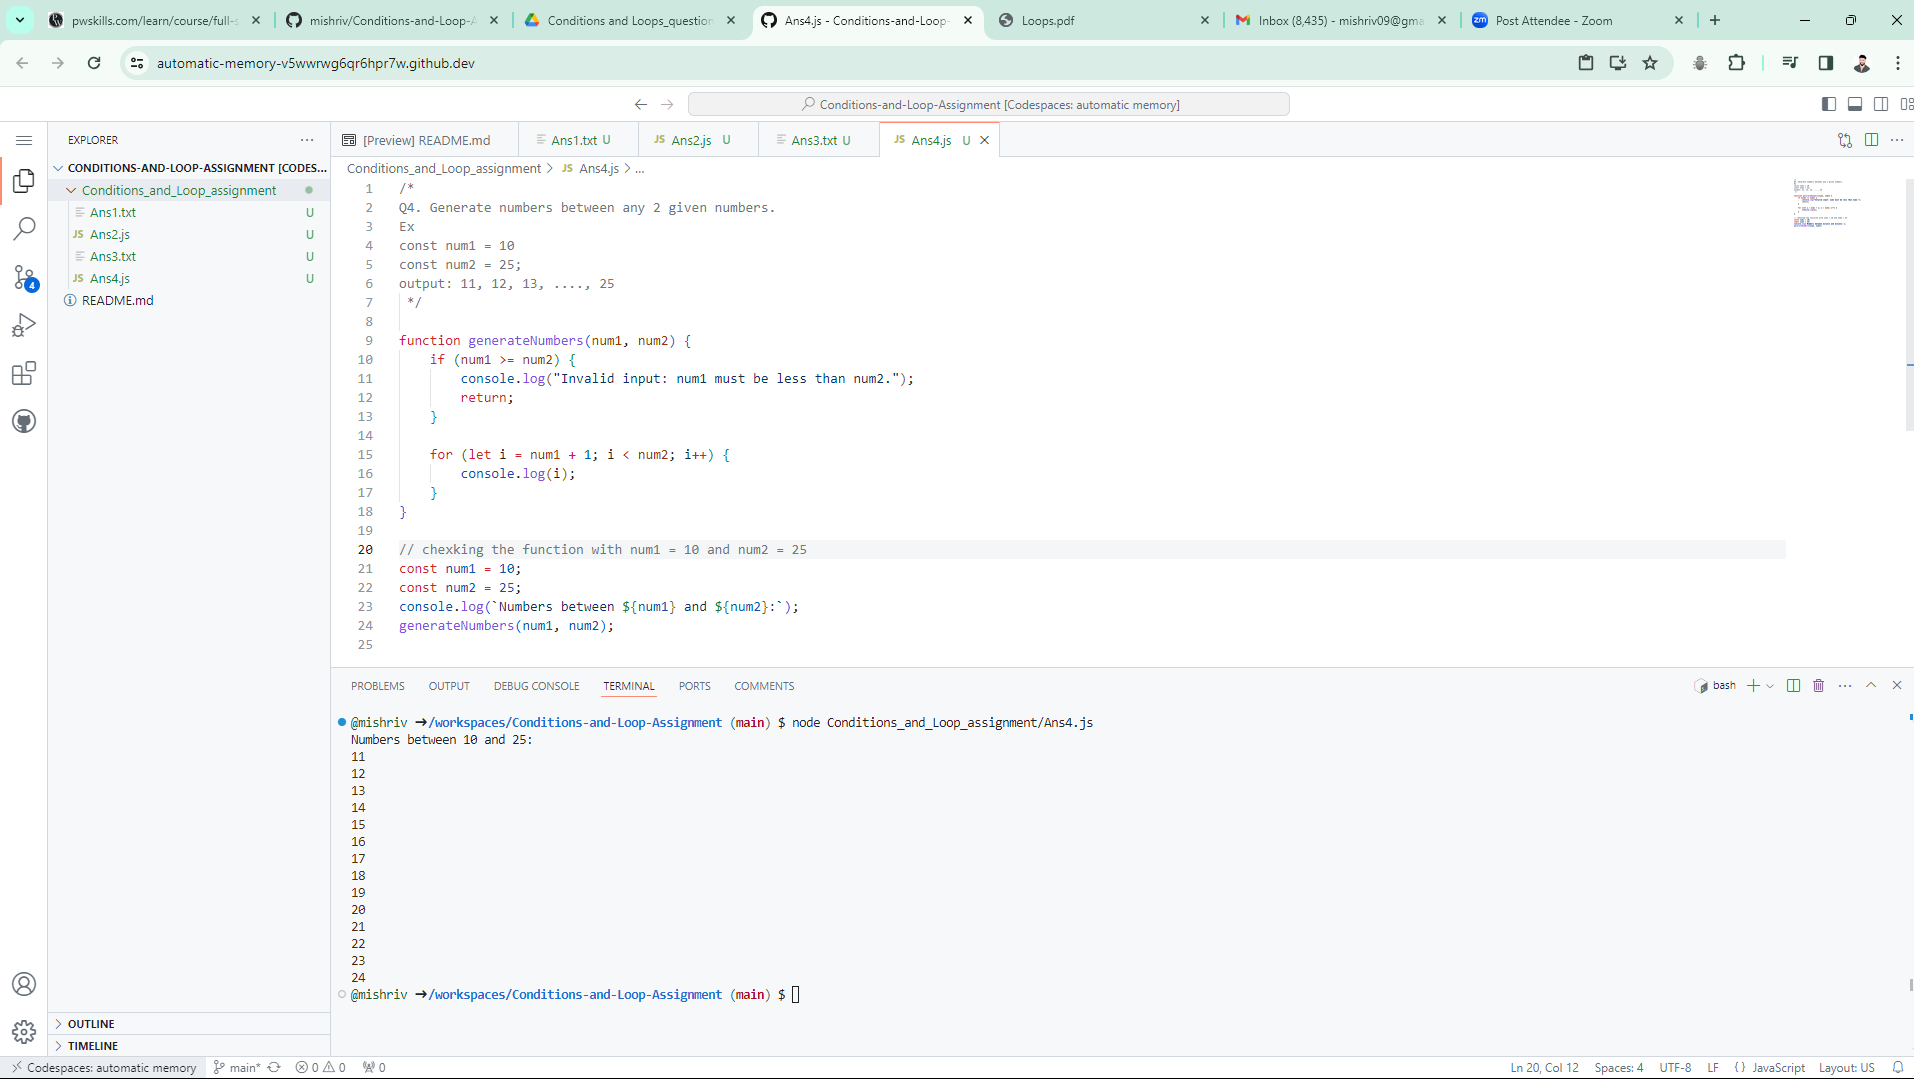 pwskills.com/learn/course/full-s
mishriv/Conditions-and-Loop-A
Conditions and Loops_question
Ans4.js - Conditions-and-Loop-
Loops.pdf
Inbox (8,435) - mishriv09@gma
Post Attendee - Zoom
automatic-memory-v5wwrwg6qr6hpr7w.github.dev
Conditions-and-Loop-Assignment [Codespaces: automatic memory]
EXPLORER
[Preview] README.md
Ans1.txt U
JS Ans2.js U
Ans3.txt U
JS Ans4.js U
CONDITIONS-AND-LOOP-ASSIGNMENT [CODES...
Conditions_and_Loop_assignment
Ans1.txt U
JS Ans2.js U
Ans3.txt U
JS Ans4.js U
README.md
4
Conditions_and_Loop_assignment > JS Ans4.js > ...
1 /*
2 Q4. Generate numbers between any 2 given numbers.
3 Ex
4 const num1 = 10
5 const num2 = 25;
6 output: 11, 12, 13, ...., 25
7 */
8
9 function generateNumbers(num1, num2) {
10 if (num1 >= num2) {
11 console.log("Invalid input: num1 must be less than num2.");
12 return;
13 }
14
15 for (let i = num1 + 1; i < num2; i++) {
16 console.log(i);
17 }
18 }
19
20 // chexking the function with num1 = 10 and num2 = 25
21 const num1 = 10;
22 const num2 = 25;
23 console.log(`Numbers between ${num1} and ${num2}:`);
24 generateNumbers(num1, num2);
25
PROBLEMS OUTPUT DEBUG CONSOLE TERMINAL PORTS COMMENTS
bash
@mishriv ➜/workspaces/Conditions-and-Loop-Assignment (main) $ node Conditions_and_Loop_assignment/Ans4.js
Numbers between 10 and 25:
11
12
13
14
15
16
17
18
19
20
21
22
23
24
@mishriv ➜/workspaces/Conditions-and-Loop-Assignment (main) $
OUTLINE
TIMELINE
Codespaces: automatic memory main* 0 0 0
Ln 20, Col 12 Spaces: 4 UTF-8 LF {} JavaScript Layout: US